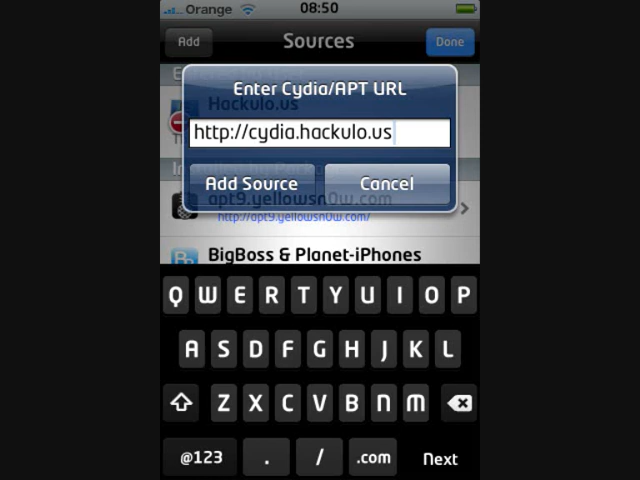 Orange 08:50
Add Sources Done
Enter Cydia/APT URL
Hackulo.us
http://cydia.hackulo.us
Add Source Cancel
apt9.yellowsn0w.com
http://apt9.yellowsn0w.com/
BigBoss & Planet-iPhones
Q W E R T Y U I O P
A S D F G H J K L
Z X C V B N M
@123 . / .com Next